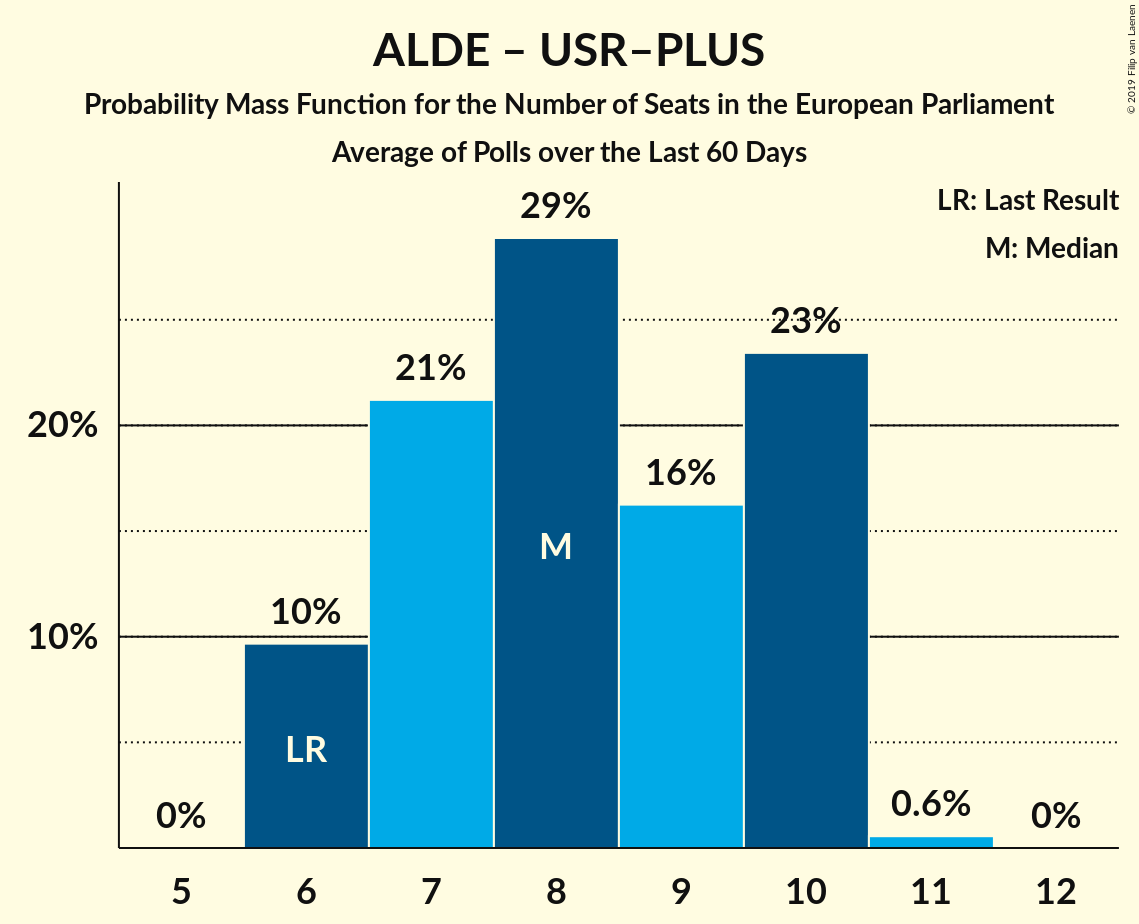 ALDE – USR–PLUS
Probability Mass Function for the Number of Seats in the European Parliament
Average of Polls over the Last 60 Days
© 2019 Filip van Laenen
LR: Last Result
M: Median
29%
23%
21%
20%
16%
M
10%
10%
LR
0%
0.6%
0%
5 6 7 8 9 10 11 12